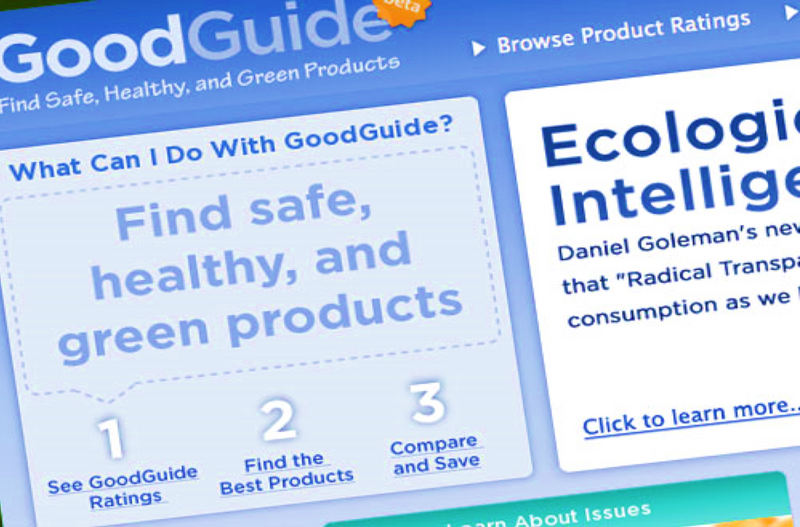 GoodGuide
beta
Find Safe, Healthy, and Green Products
Browse Product Ratings
What Can I Do With GoodGuide?
Find safe,
healthy, and
green products
1
See GoodGuide
Ratings
2
Find the
Best Products
3
Compare
and Save
Daniel Goleman's
that "Radical
consumption as we
Click to learn more...
About Issues